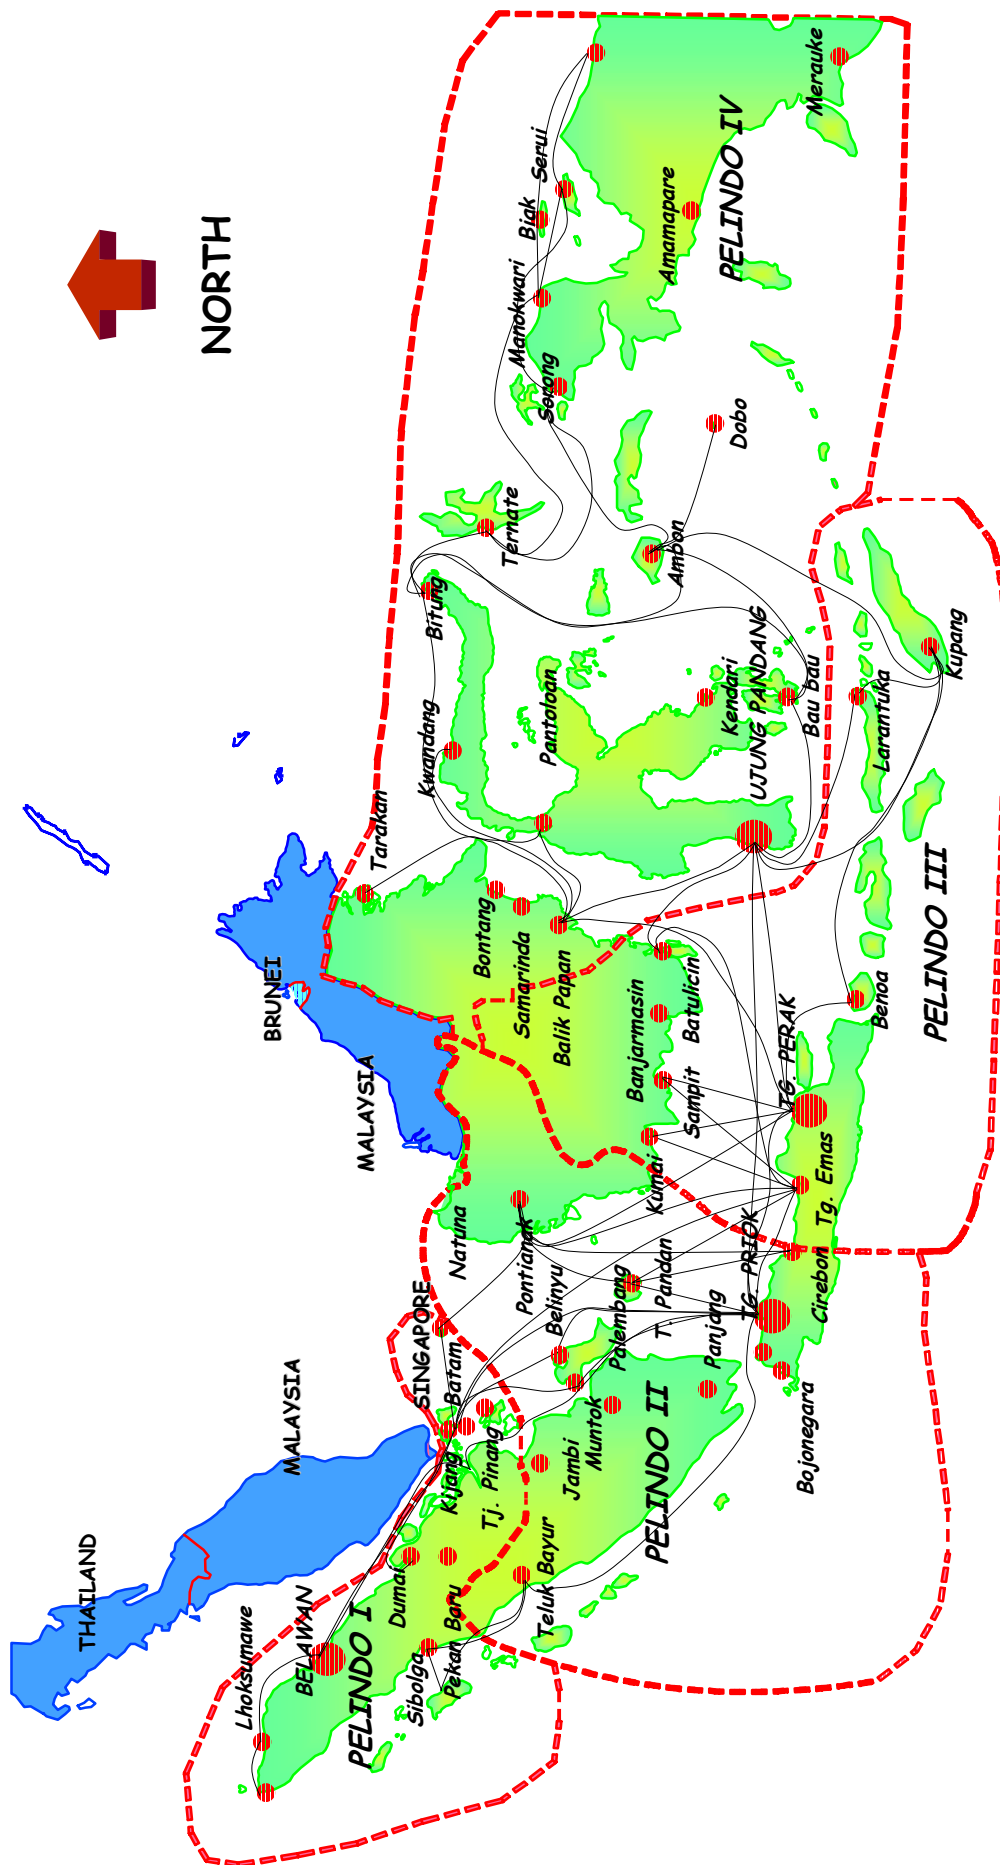 THAILAND
MALAYSIA
NORTH
BRUNEI
MALAYSIA
SINGAPORE
Lhoksumawe
BELAWAN
PELINDO I
Sibolga
Pekan Baru
Dumai
Kijang
Tj. Pinang
Batam
Natuna
Teluk Bayur
Jambi
Muntok
PELINDO II
Belinyu
Palembang
T. Pandan
Panjang
Bojonegara
TG PRIOK
Cirebon
Pontianak
Kumai
Sampit
Banjarmasin
Batulicin
Tg. Emas
TG. PERAK
Benoa
PELINDO III
Tarakan
Bontang
Samarinda
Balik Papan
Kwandang
Bitung
Pantoloan
Kendari
UJUNG PANDANG
Bau bau
Larantuka
Kupang
Ternate
Ambon
Dobo
Sorong
Manokwari
Biak
Serui
Amamapare
PELINDO IV
Merauke